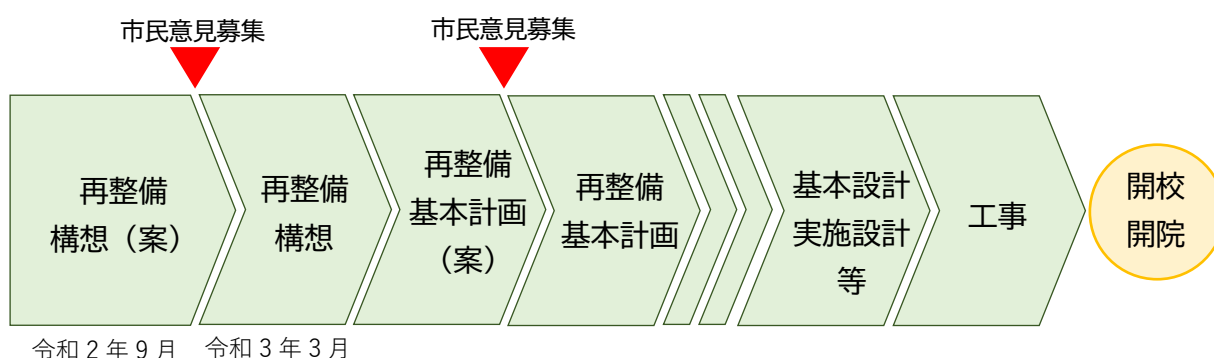 市民意見募集
市民意見募集
再整備
構想（案）
再整備
構想
再整備
基本計画
（案）
再整備
基本計画
基本設計
実施設計
等
工事
開校
開院
令和２年９月
令和３年３月